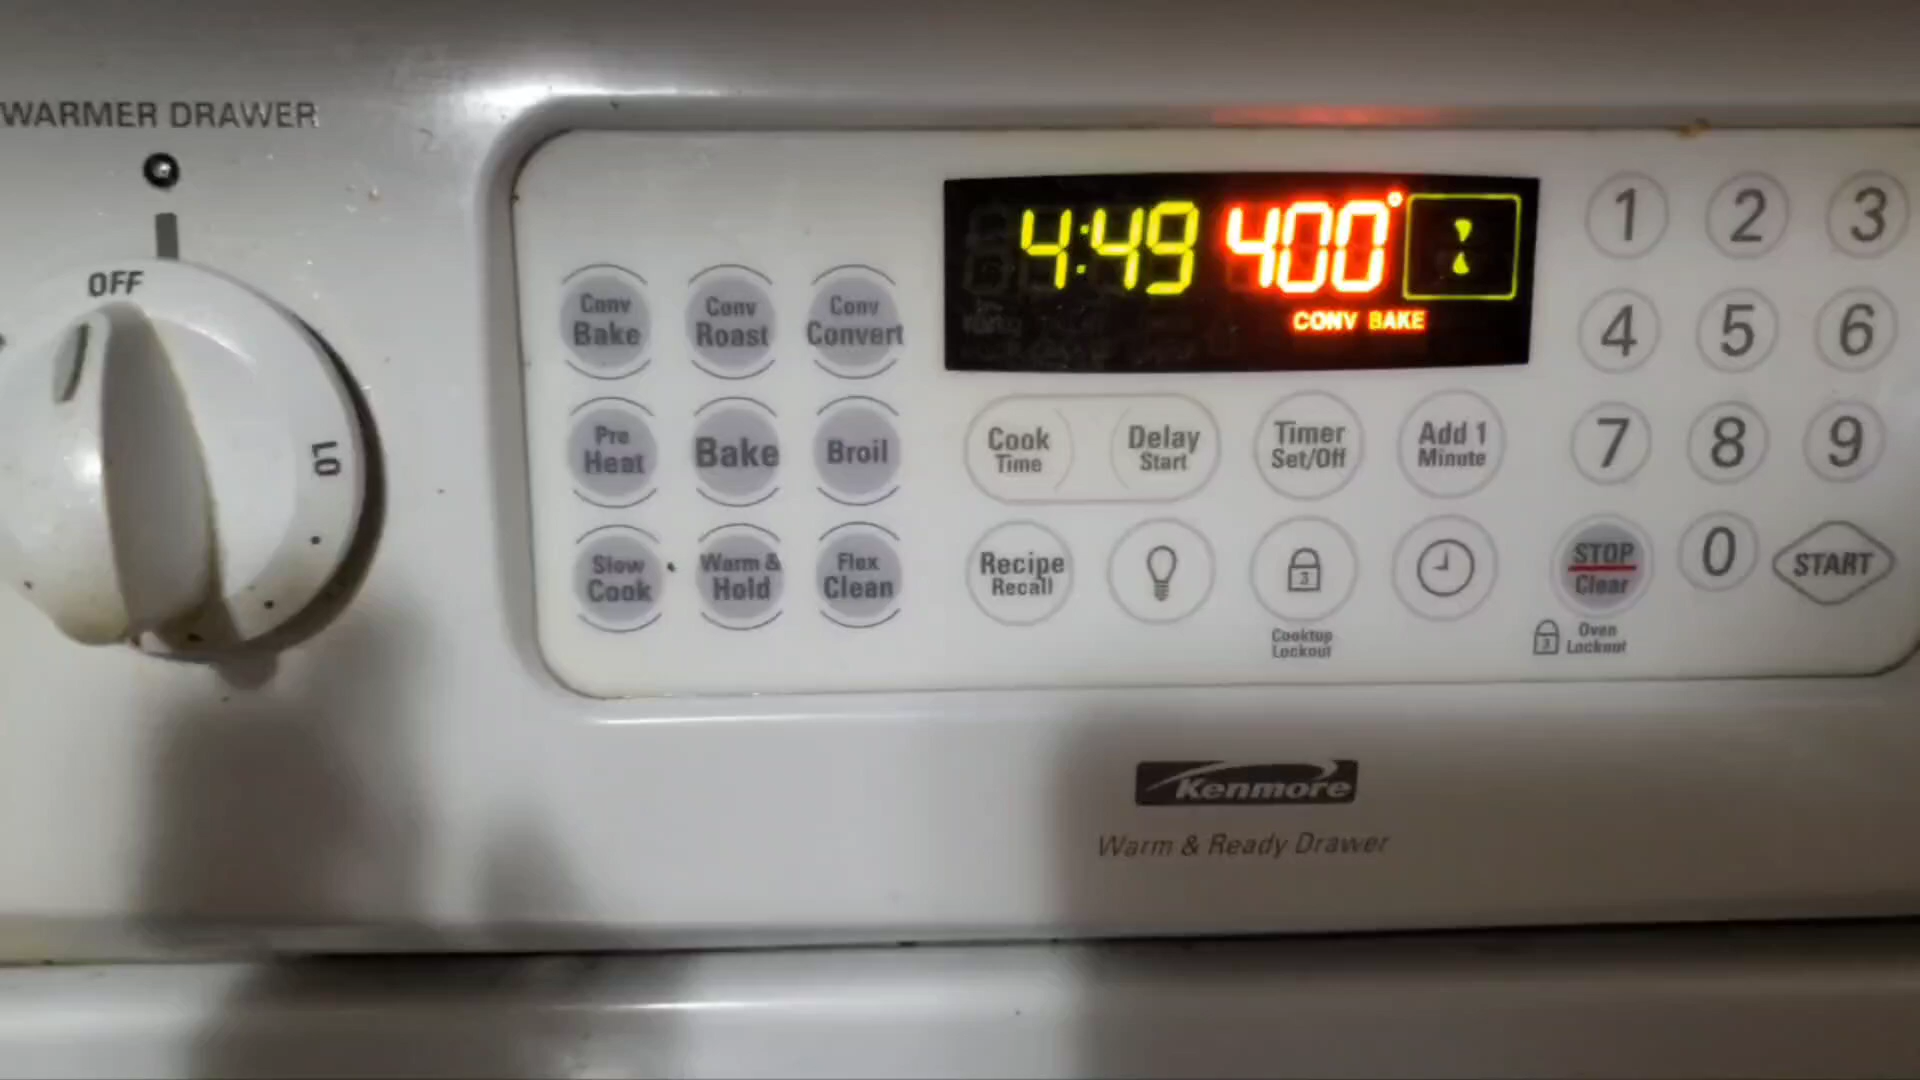 WARMER DRAWER
OFF
LO
4:49 400°
CONV BAKE
Conv
Bake
Conv
Roast
Conv
Convert
Pre
Heat
Bake
Broil
Slow
Cook
Warm &
Hold
Flex
Clean
Cook
Time
Delay
Start
Timer
Set/Off
Add 1
Minute
Recipe
Recall
3
Cooktop
Lockout
1 2 3
4 5 6
7 8 9
STOP
Clear
0
START
3
Oven
Lockout
Kenmore
Warm & Ready Drawer